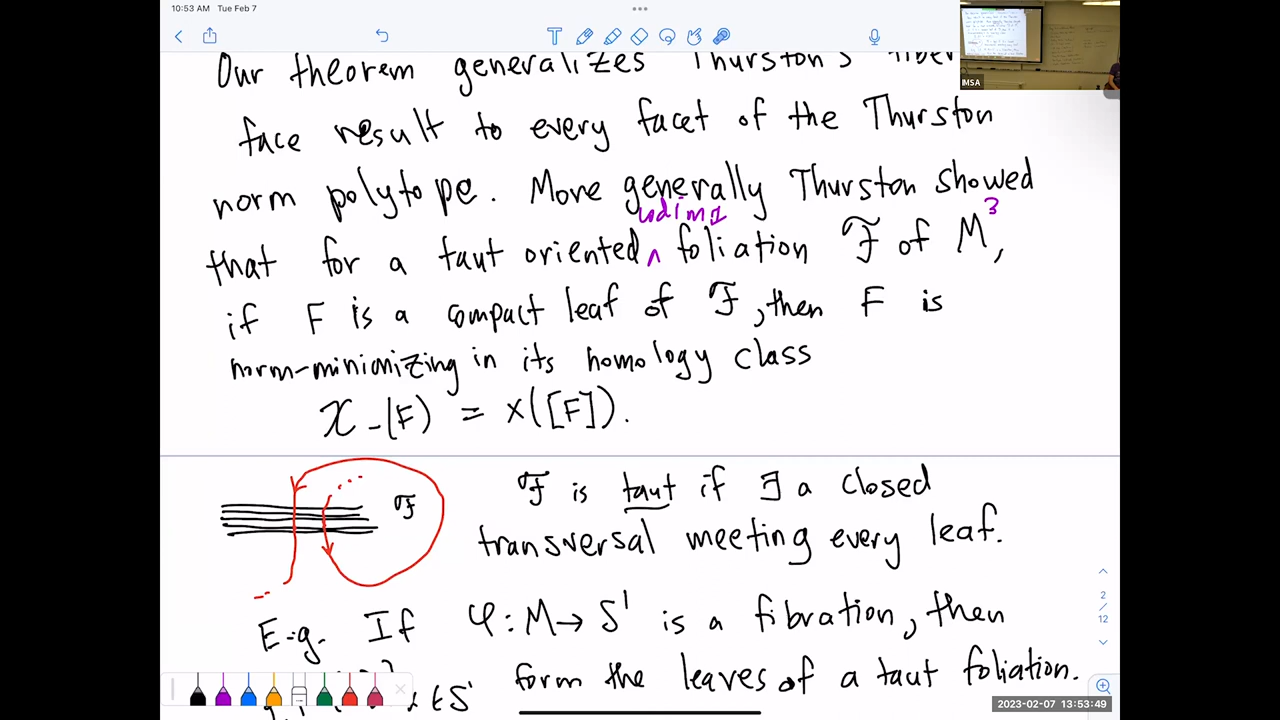 10:53 AM Tue Feb 7
IMSA
Our theorem generalizes Thurston's
face result to every facet of the Thurston
norm polytope. More generally Thurston showed
that for a taut oriented ∧ codim 1 foliation ℱ of M³,
if F is a compact leaf of ℱ, then F is
norm-minimizing in its homology class
χ_-(F) = x([F]).
ℱ
ℱ is taut if ∃ a closed
transversal meeting every leaf.
E.g. If φ: M → S¹ is a fibration, then
t ∈ S¹ form the leaves of a taut foliation.
2
/
12
2023-02-07 13:53:49